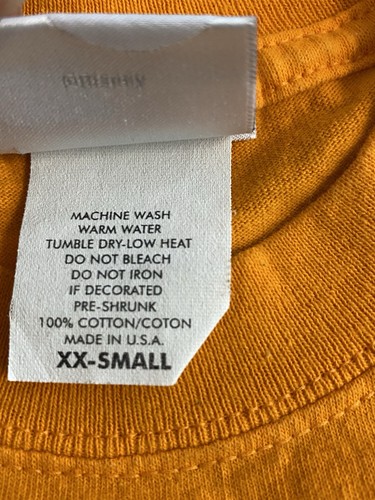 MACHINE WASH
WARM WATER
TUMBLE DRY-LOW HEAT
DO NOT BLEACH
DO NOT IRON
IF DECORATED
PRE-SHRUNK
100% COTTON/COTON
MADE IN U.S.A.
XX-SMALL